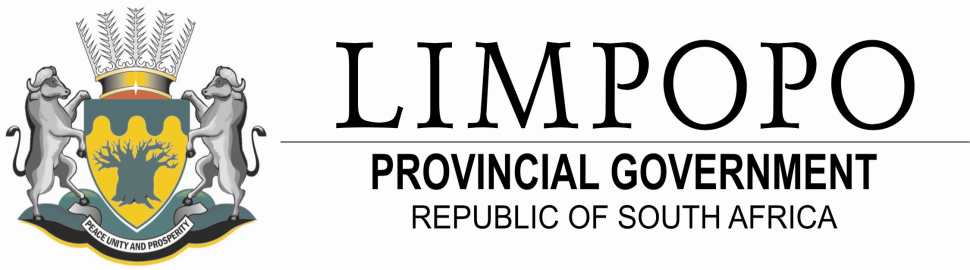 LIMPOPO
PROVINCIAL GOVERNMENT
REPUBLIC OF SOUTH AFRICA
PEACE UNITY AND PROSPERITY